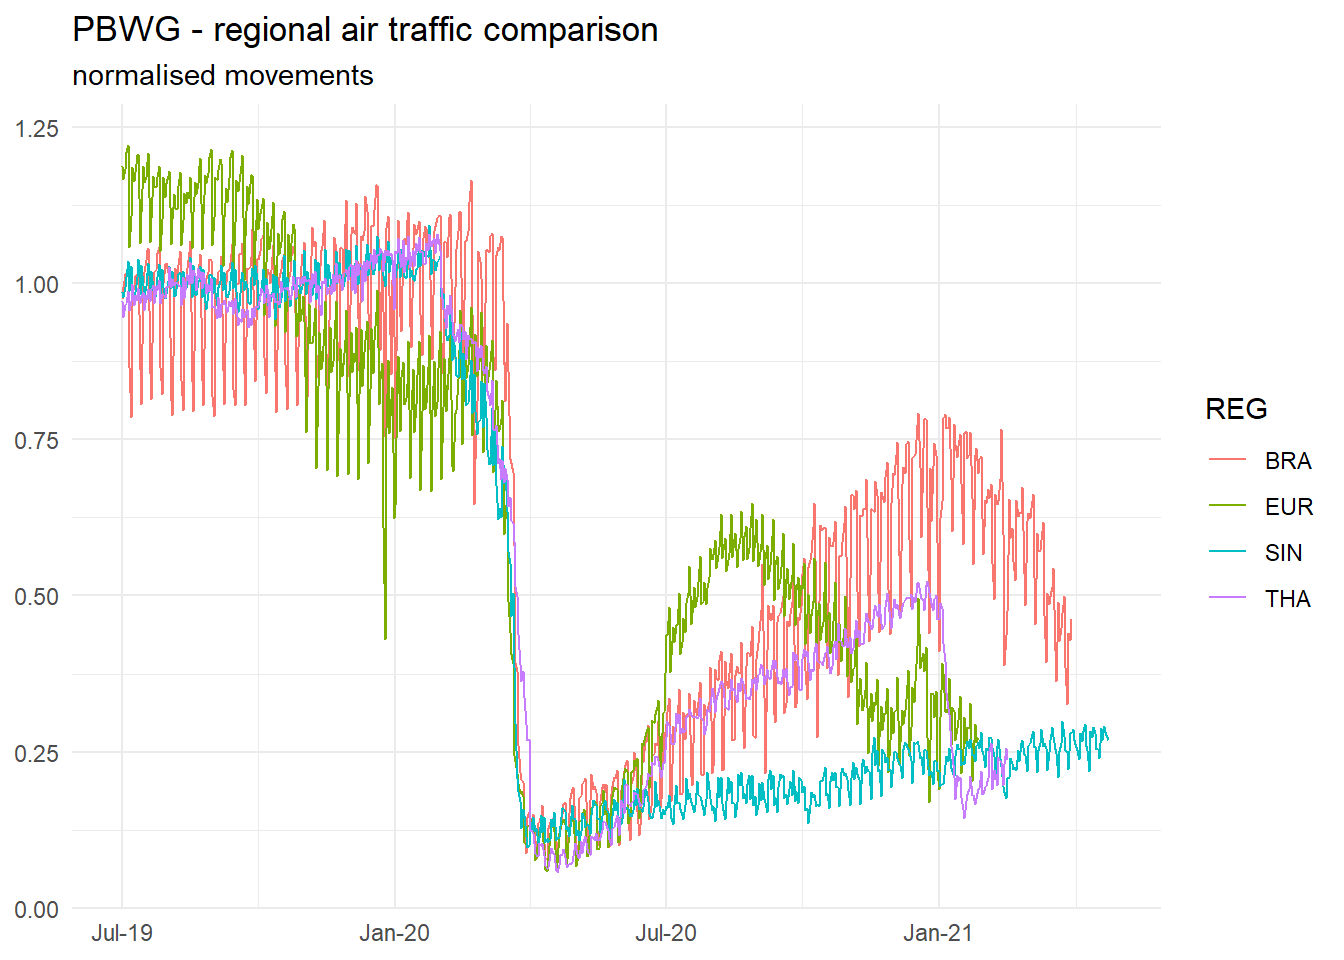 PBWG - regional air traffic comparison
normalised movements
1.25
1.00
0.75
0.50
0.25
0.00
Jul-19 Jan-20 Jul-20 Jan-21
REG
BRA
EUR
SIN
THA